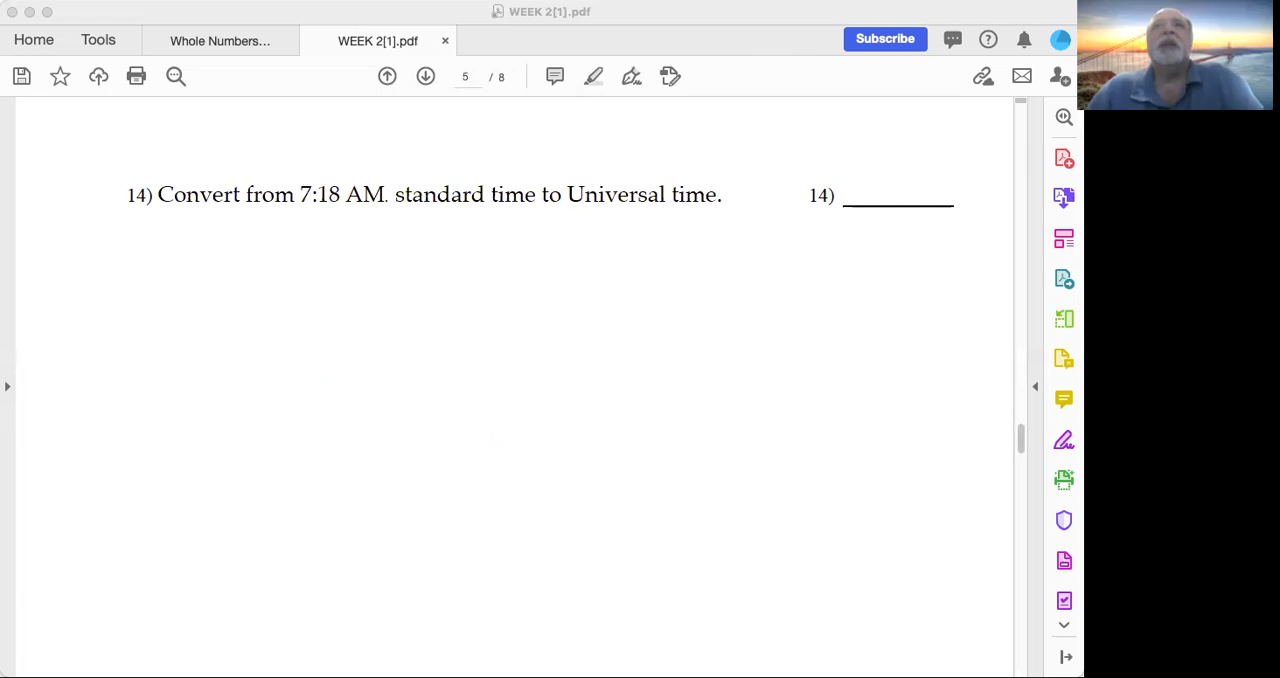 WEEK 2[1].pdf
Home Tools Whole Numbers... WEEK 2[1].pdf × Subscribe
5 / 8
14) Convert from 7:18 AM. standard time to Universal time. 14) __________